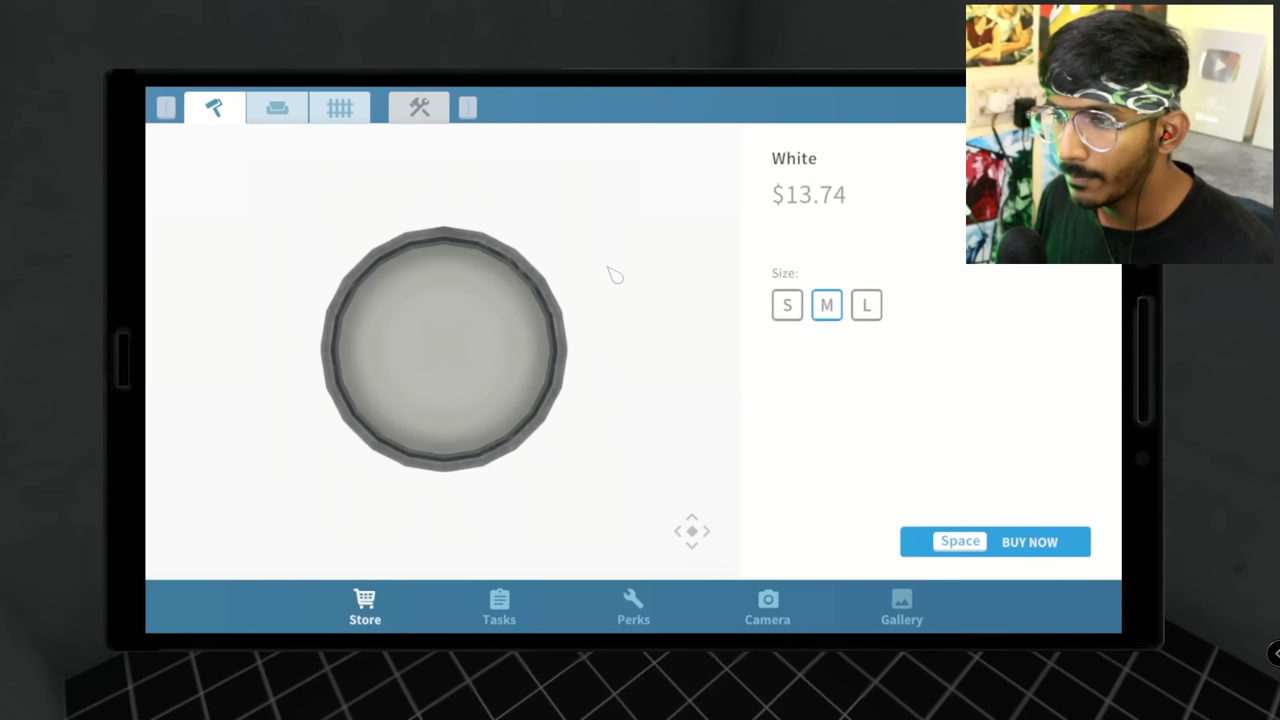 White
$13.74
Size:
S M L
Space BUY NOW
Store Tasks Perks Camera Gallery